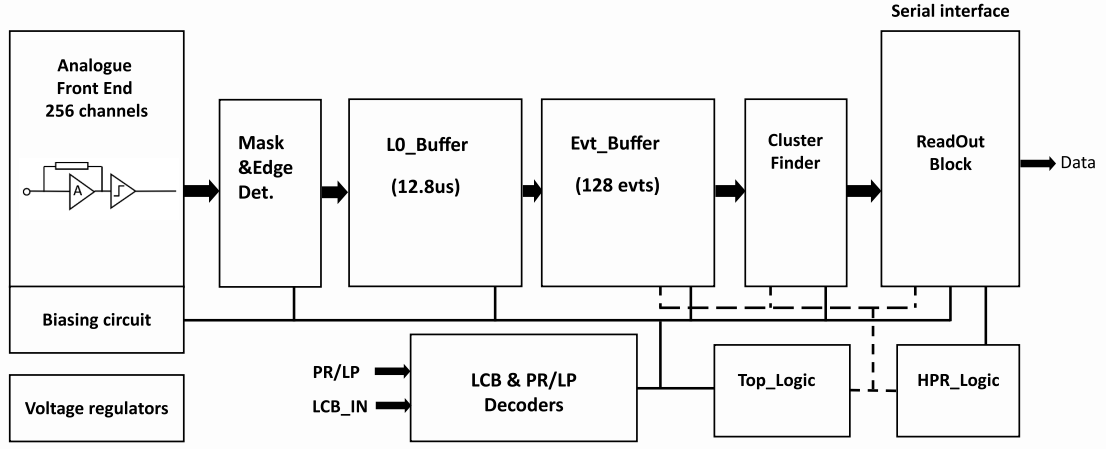 Serial interface
Analogue
Front End
256 channels
A
Mask
&Edge
Det.
L0_Buffer
(12.8us)
Evt_Buffer
(128 evts)
Cluster
Finder
ReadOut
Block
Data
Biasing circuit
Voltage regulators
PR/LP
LCB_IN
LCB & PR/LP
Decoders
Top_Logic
HPR_Logic